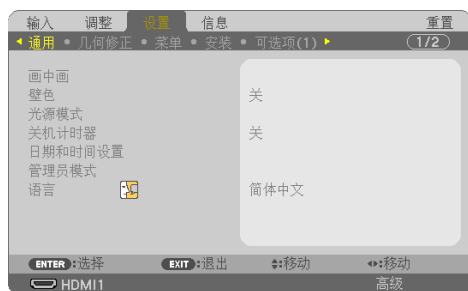 输入 调整 设置 信息 重置
通用 • 几何修正 • 菜单 • 安装 • 可选项(1) 1/2
画中画
壁色 关
光源模式
关机计时器 关
日期和时间设置
管理员模式
语言 简体中文
ENTER:选择 EXIT:退出 :移动 :移动
HDMI1 高级